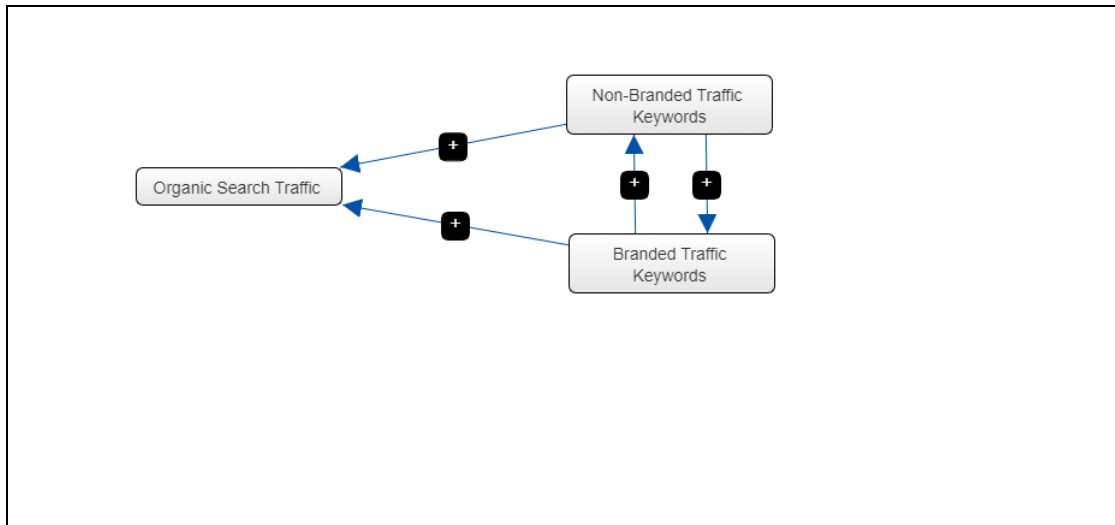 Non-Branded Traffic
Keywords
+
Organic Search Traffic
+
+
+
Branded Traffic
Keywords